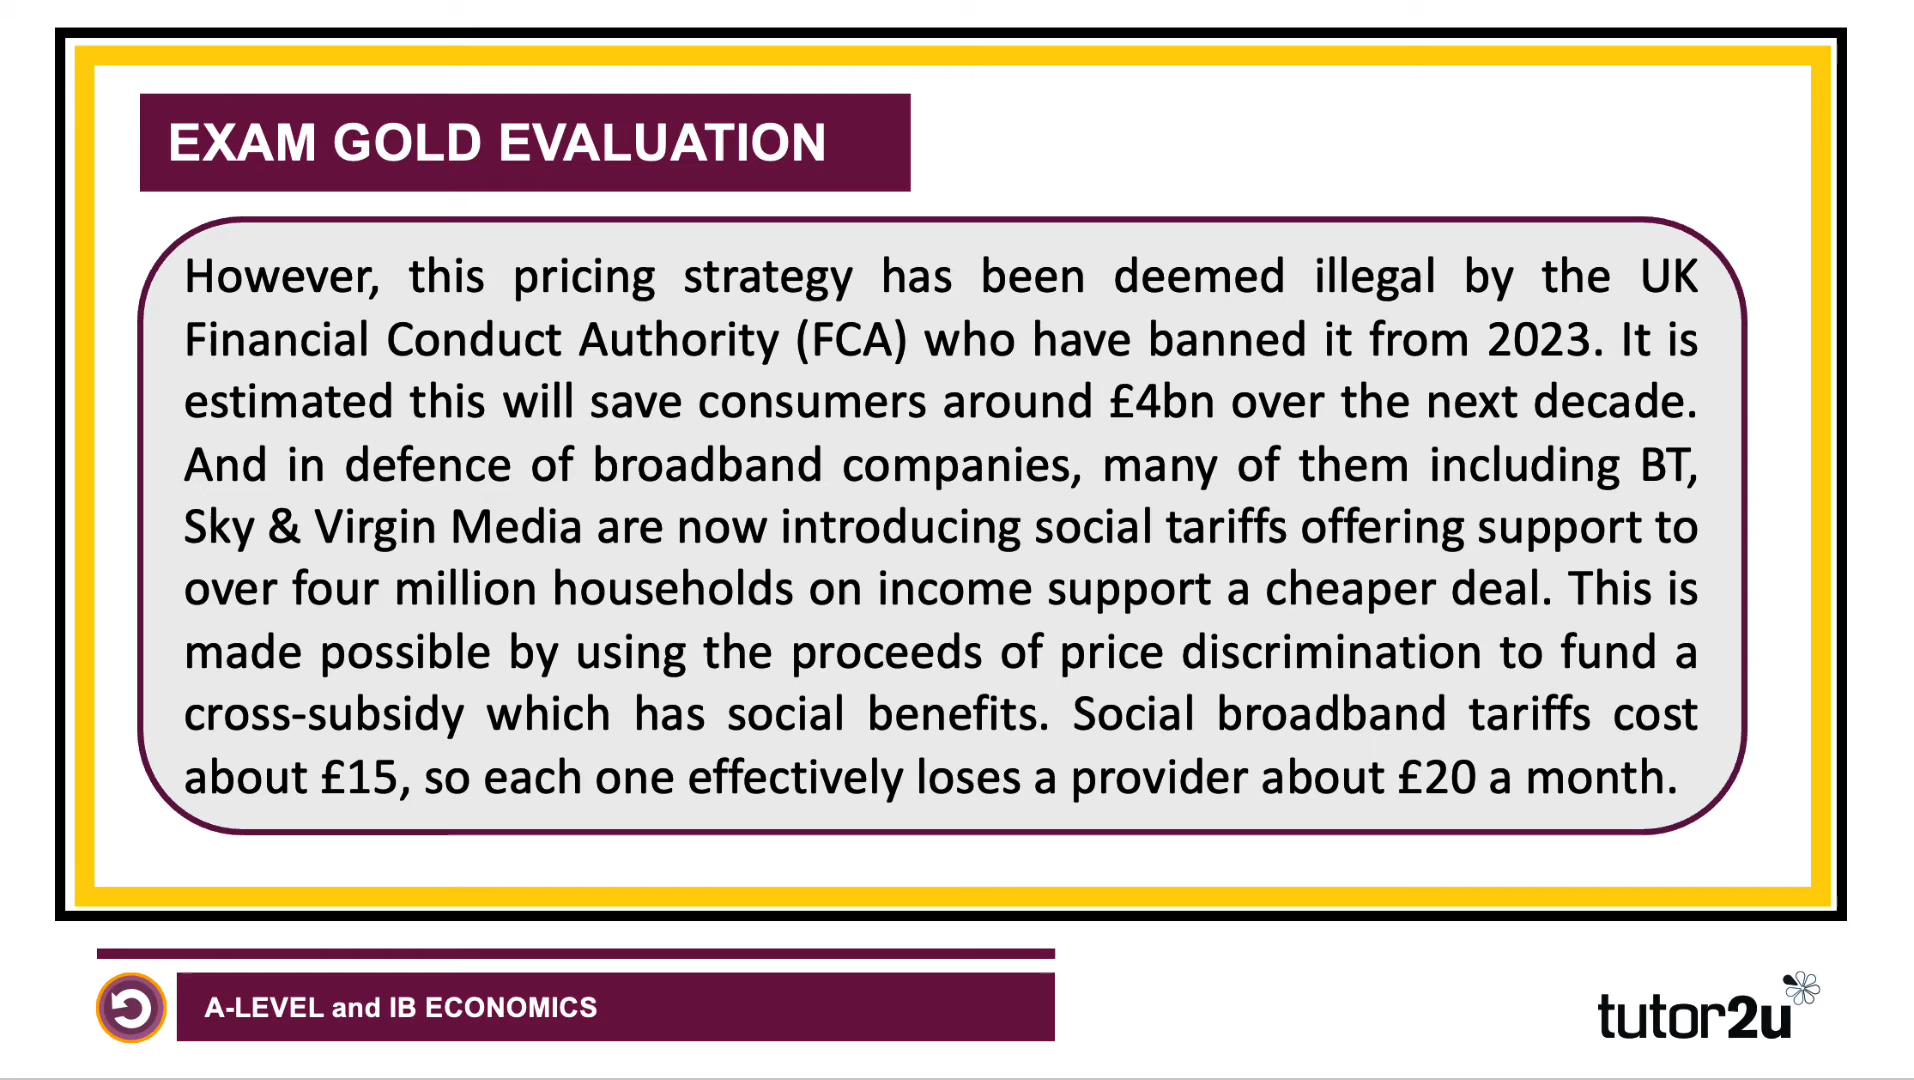 EXAM GOLD EVALUATION
However, this pricing strategy has been deemed illegal by the UK
Financial Conduct Authority (FCA) who have banned it from 2023. It is
estimated this will save consumers around £4bn over the next decade.
And in defence of broadband companies, many of them including BT,
Sky & Virgin Media are now introducing social tariffs offering support to
over four million households on income support a cheaper deal. This is
made possible by using the proceeds of price discrimination to fund a
cross-subsidy which has social benefits. Social broadband tariffs cost
about £15, so each one effectively loses a provider about £20 a month.
A-LEVEL and IB ECONOMICS
tutor2u